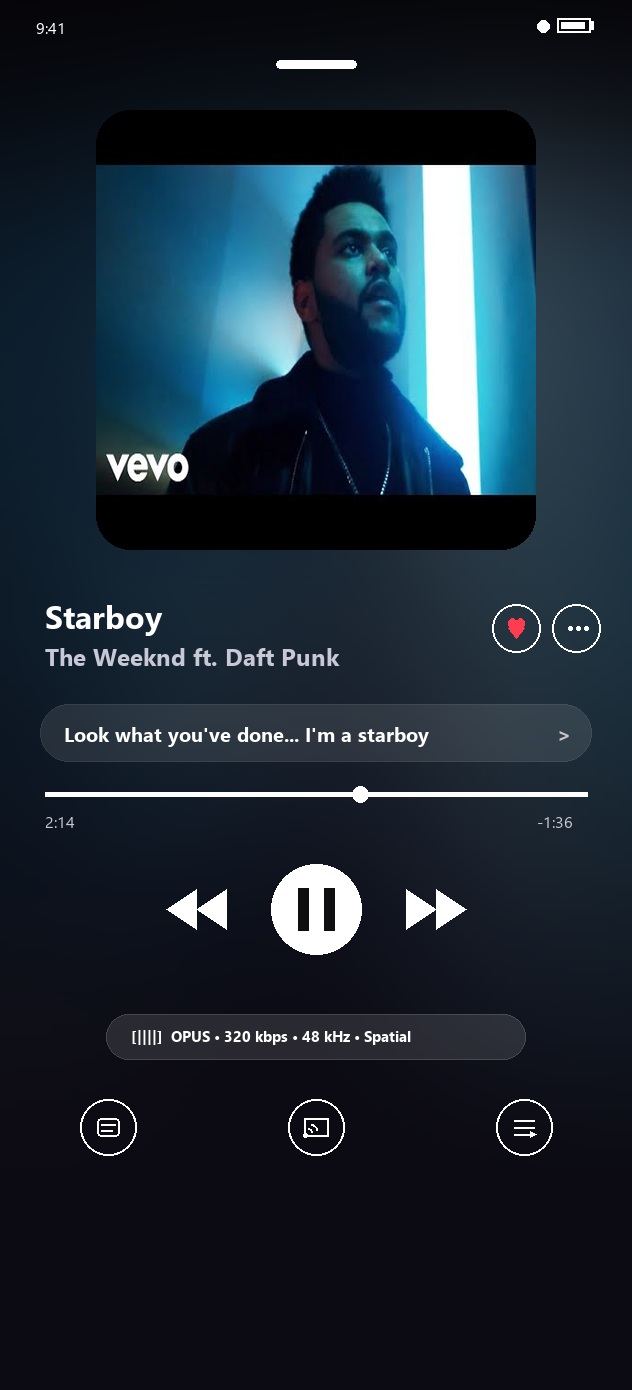 9:41
vevo
Starboy
The Weeknd ft. Daft Punk
Look what you've done... I'm a starboy >
2:14 -1:36
[||||] OPUS • 320 kbps • 48 kHz • Spatial